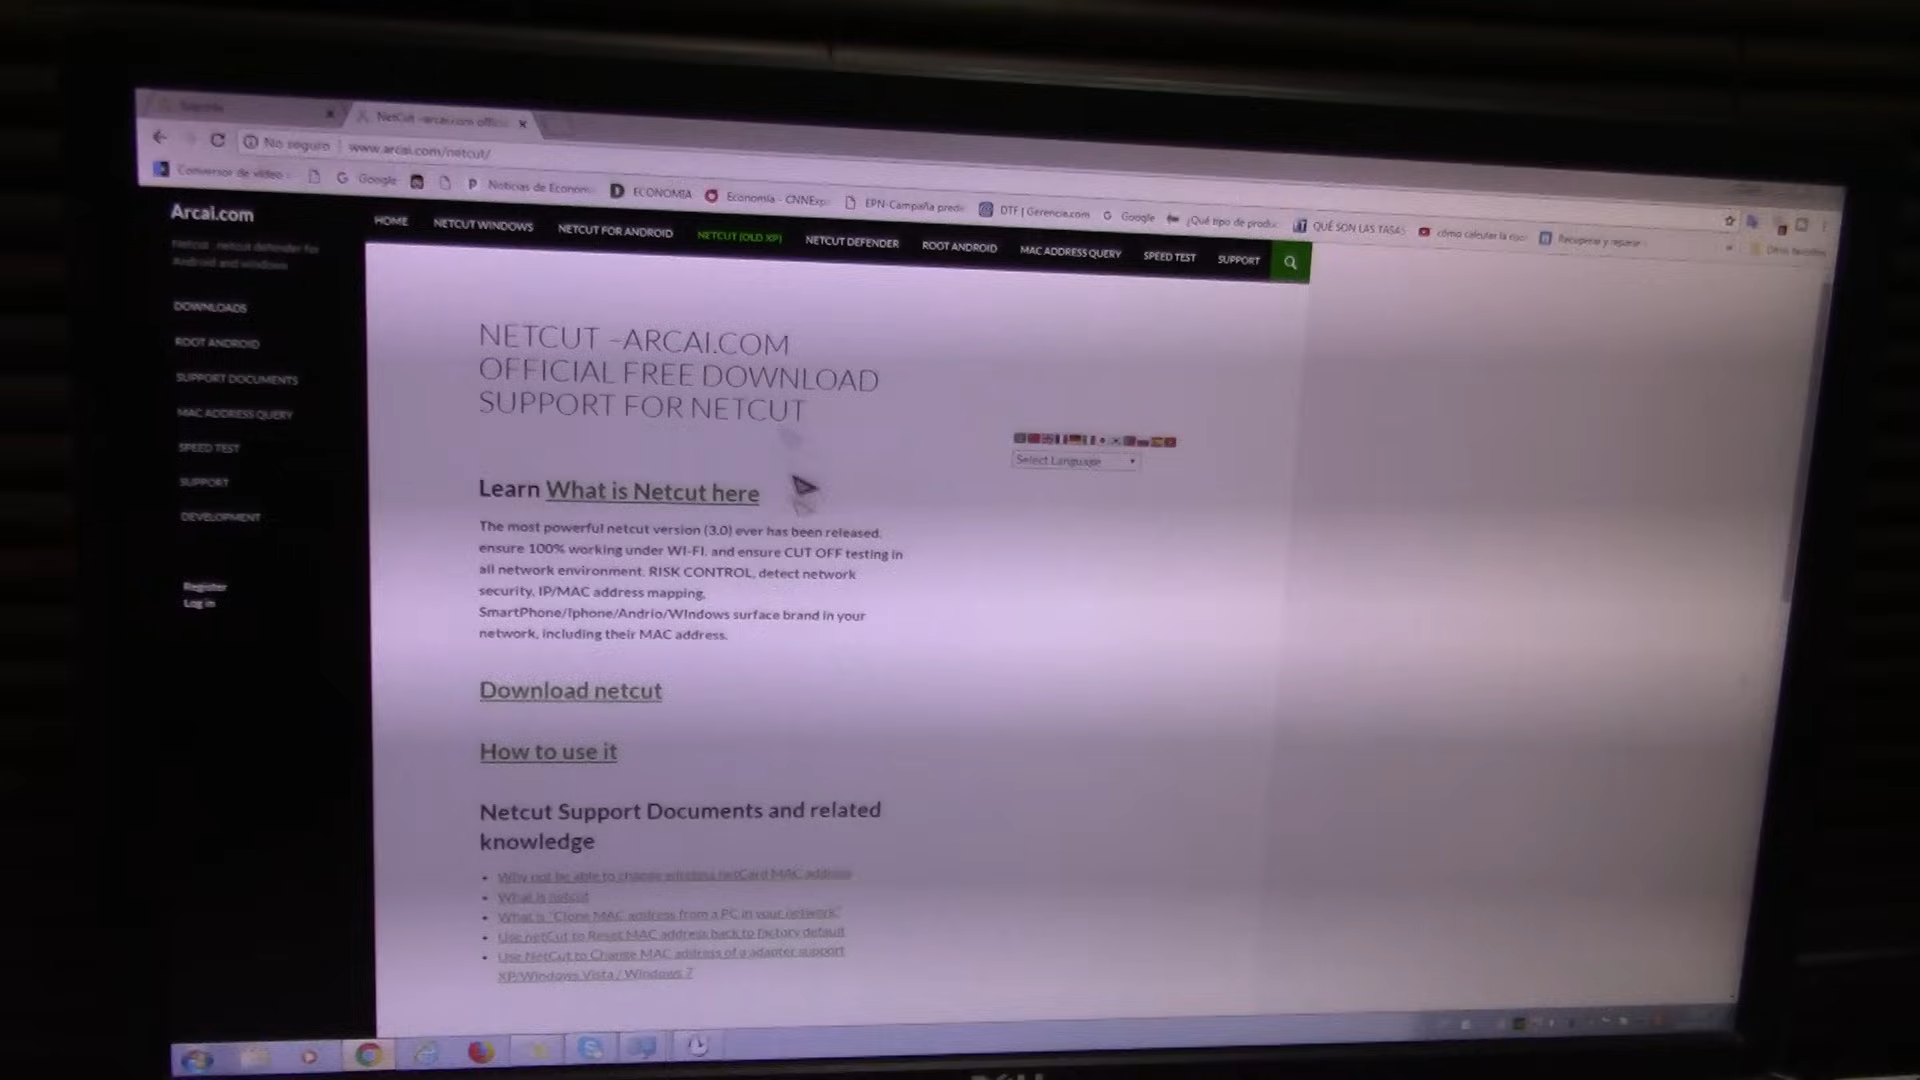 NetCut -arcai.com offici
No seguro
www.arcai.com/netcut/
Conversor de video
Google
Noticias de Econom
ECONOMIA
Economía - CNNExp
EPN-Campaña predi
DTF | Gerencia.com
Google
¿Qué tipo de produc
QUÉ SON LAS TASAS
cómo calcular la
Recuperar y reparar
Otros favoritos
Arcai.com
Netcut , netcut defender for
Android and windows
HOME
NETCUT WINDOWS
NETCUT FOR ANDROID
NETCUT (OLD XP)
NETCUT DEFENDER
ROOT ANDROID
MAC ADDRESS QUERY
SPEED TEST
SUPPORT
DOWNLOADS
ROOT ANDROID
SUPPORT DOCUMENTS
MAC ADDRESS QUERY
SPEED TEST
SUPPORT
DEVELOPMENT
Register
Log in
NETCUT –ARCAI.COM
OFFICIAL FREE DOWNLOAD
SUPPORT FOR NETCUT
Select Language
Learn What is Netcut here
The most powerful netcut version (3.0) ever has been released.
ensure 100% working under WI-FI. and ensure CUT OFF testing in
all network environment. RISK CONTROL, detect network
security, IP/MAC address mapping,
SmartPhone/Iphone/Andrio/WIndows surface brand in your
network, including their MAC address.
Download netcut
How to use it
Netcut Support Documents and related
knowledge
Why not be able to change wireless netCard MAC address
What is netcut
What is "Clone MAC address from a PC in your network"
Use netCut to Reset MAC address back to factory default
Use NetCut to Change MAC address of a adapter support
XP/Windows Vista / Windows 7